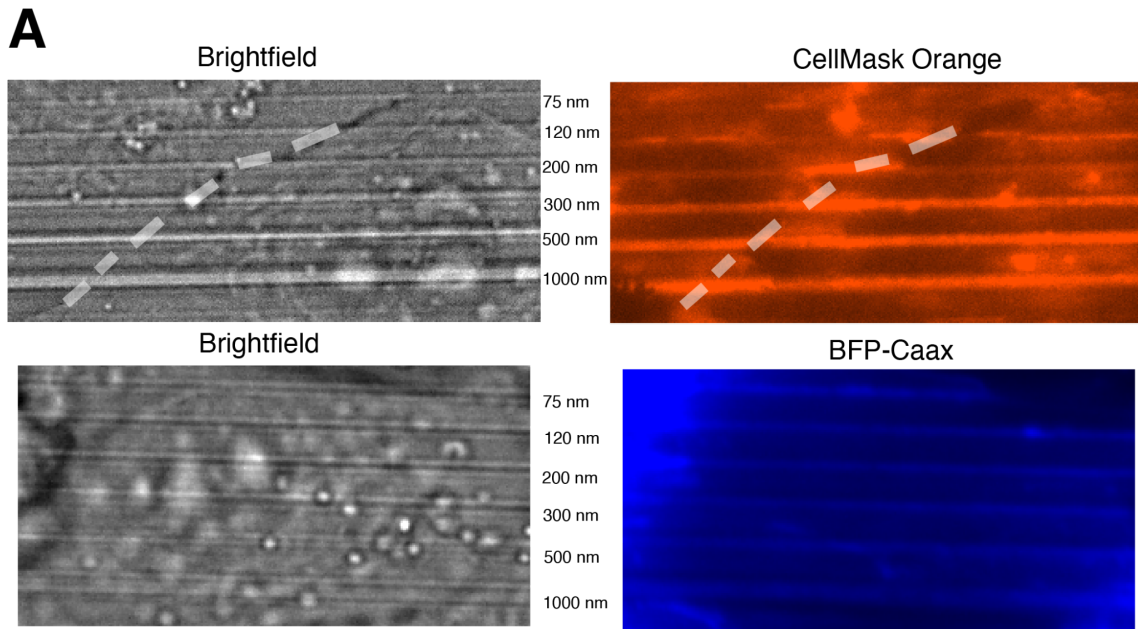 A
Brightfield
CellMask Orange
75 nm
120 nm
200 nm
300 nm
500 nm
1000 nm
Brightfield
BFP-Caax
75 nm
120 nm
200 nm
300 nm
500 nm
1000 nm